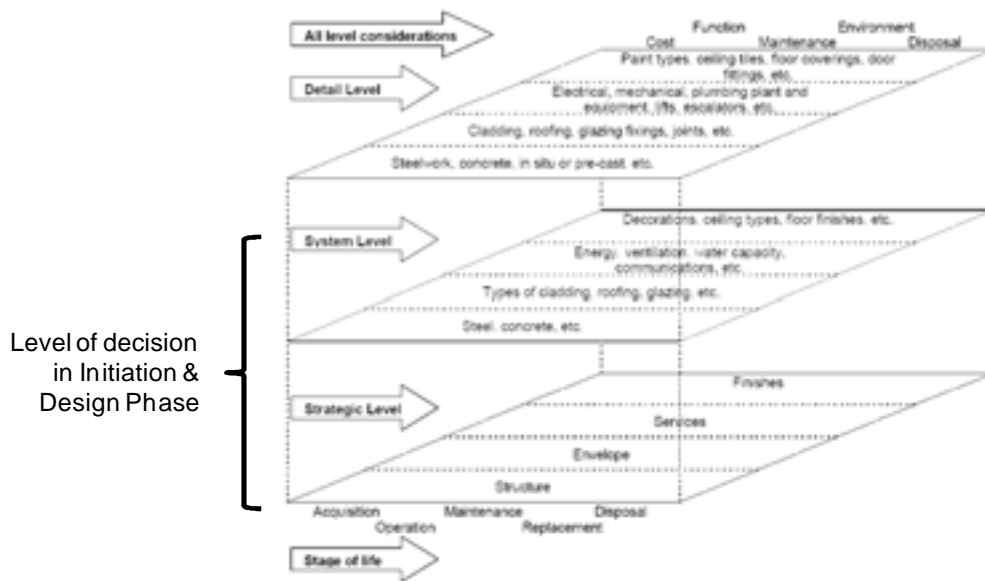 All level considerations
Function
Environment
Cost
Maintenance
Disposal
Paint types, ceiling tiles, floor coverings, door
fittings, etc.
Detail Level
Electrical, mechanical, plumbing plant and
equipment, lifts, escalators, etc.
Cladding, roofing, glazing fixings, joints, etc.
Steelwork, concrete, in situ or pre-cast. etc.
Decorations, ceiling types, floor finishes, etc.
System Level
Energy, ventilation, water capacity,
communications, etc.
Types of cladding, roofing, glazing, etc.
Steel, concrete, etc.
Level of decision
in Initiation &
Design Phase
Finishes
Strategic Level
Services
Envelope
Structure
Acquisition
Maintenance
Disposal
Operation
Replacement
Stage of life